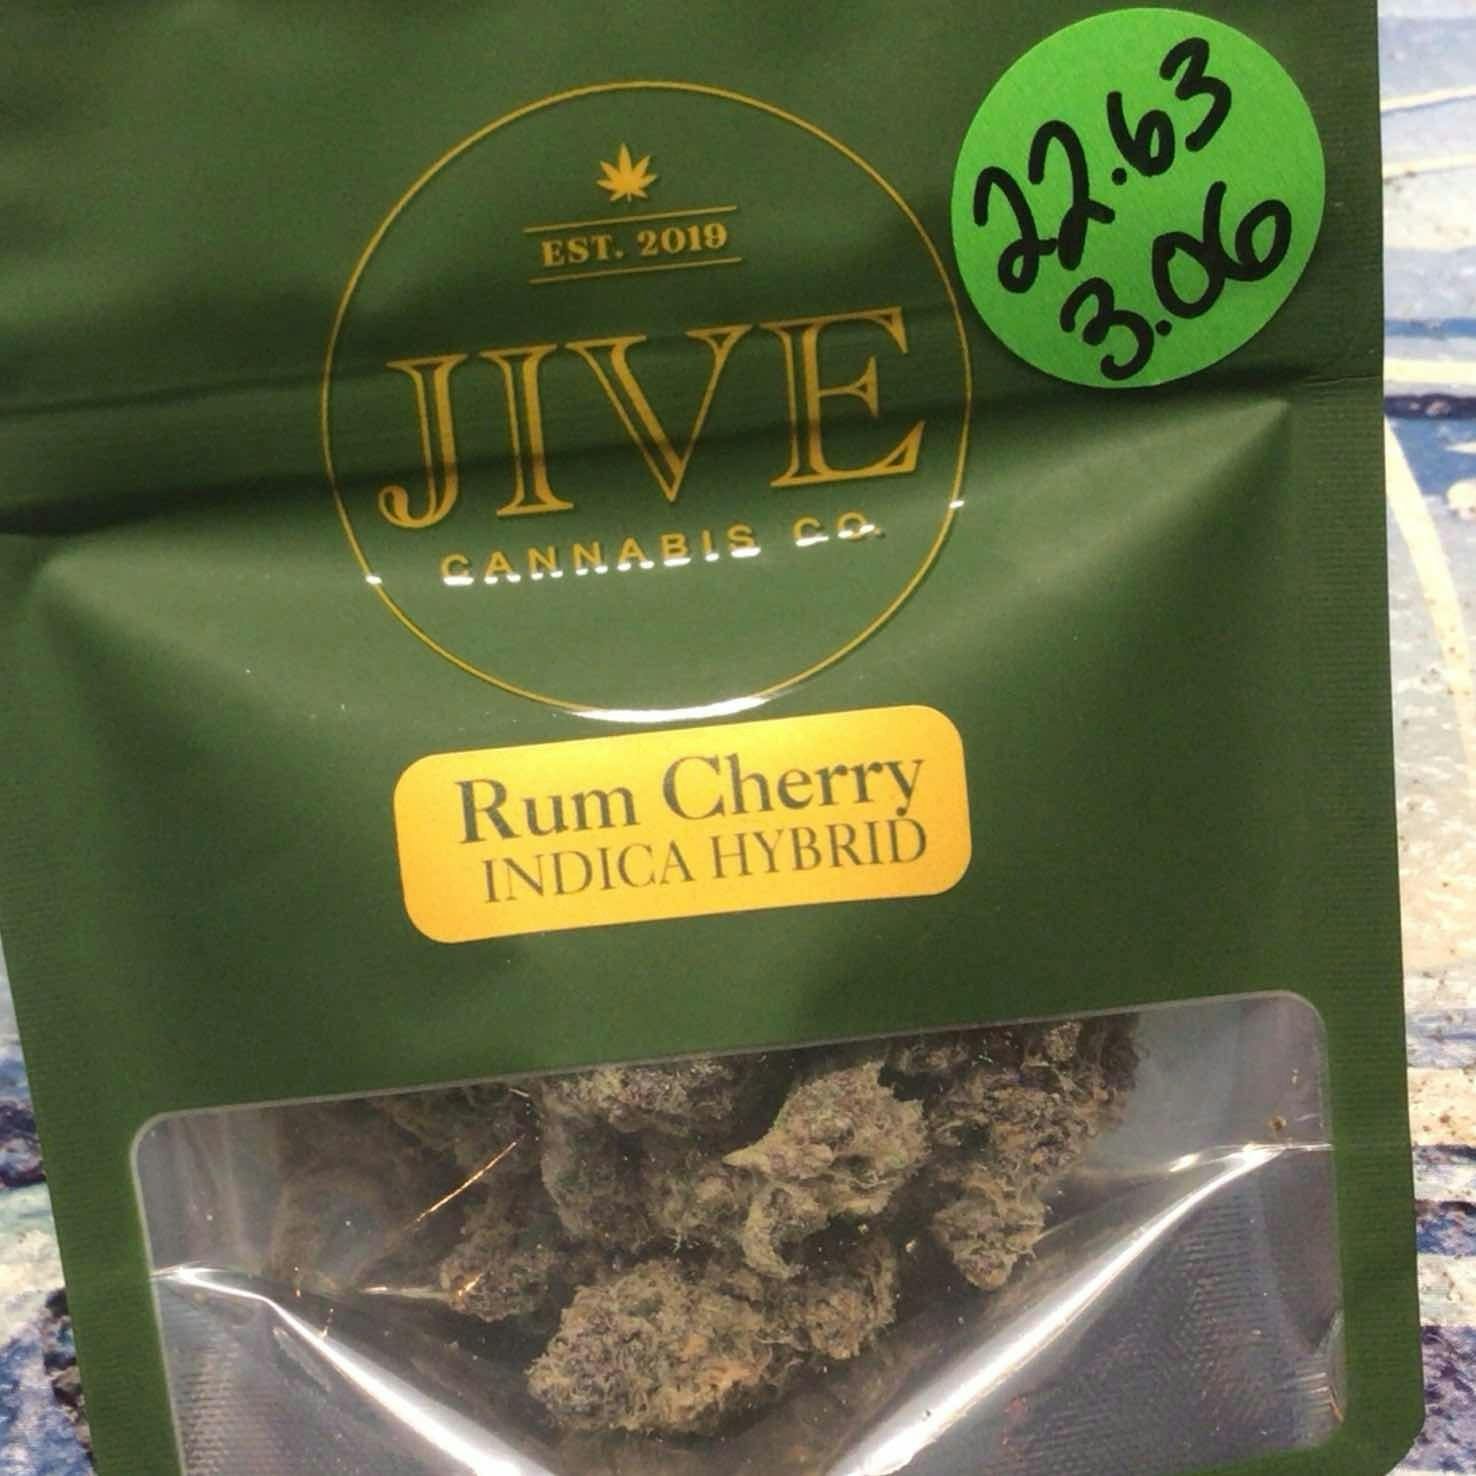 22.63
3.06
EST. 2019
JIVE
CANNABIS CO.
Rum Cherry
INDICA HYBRID